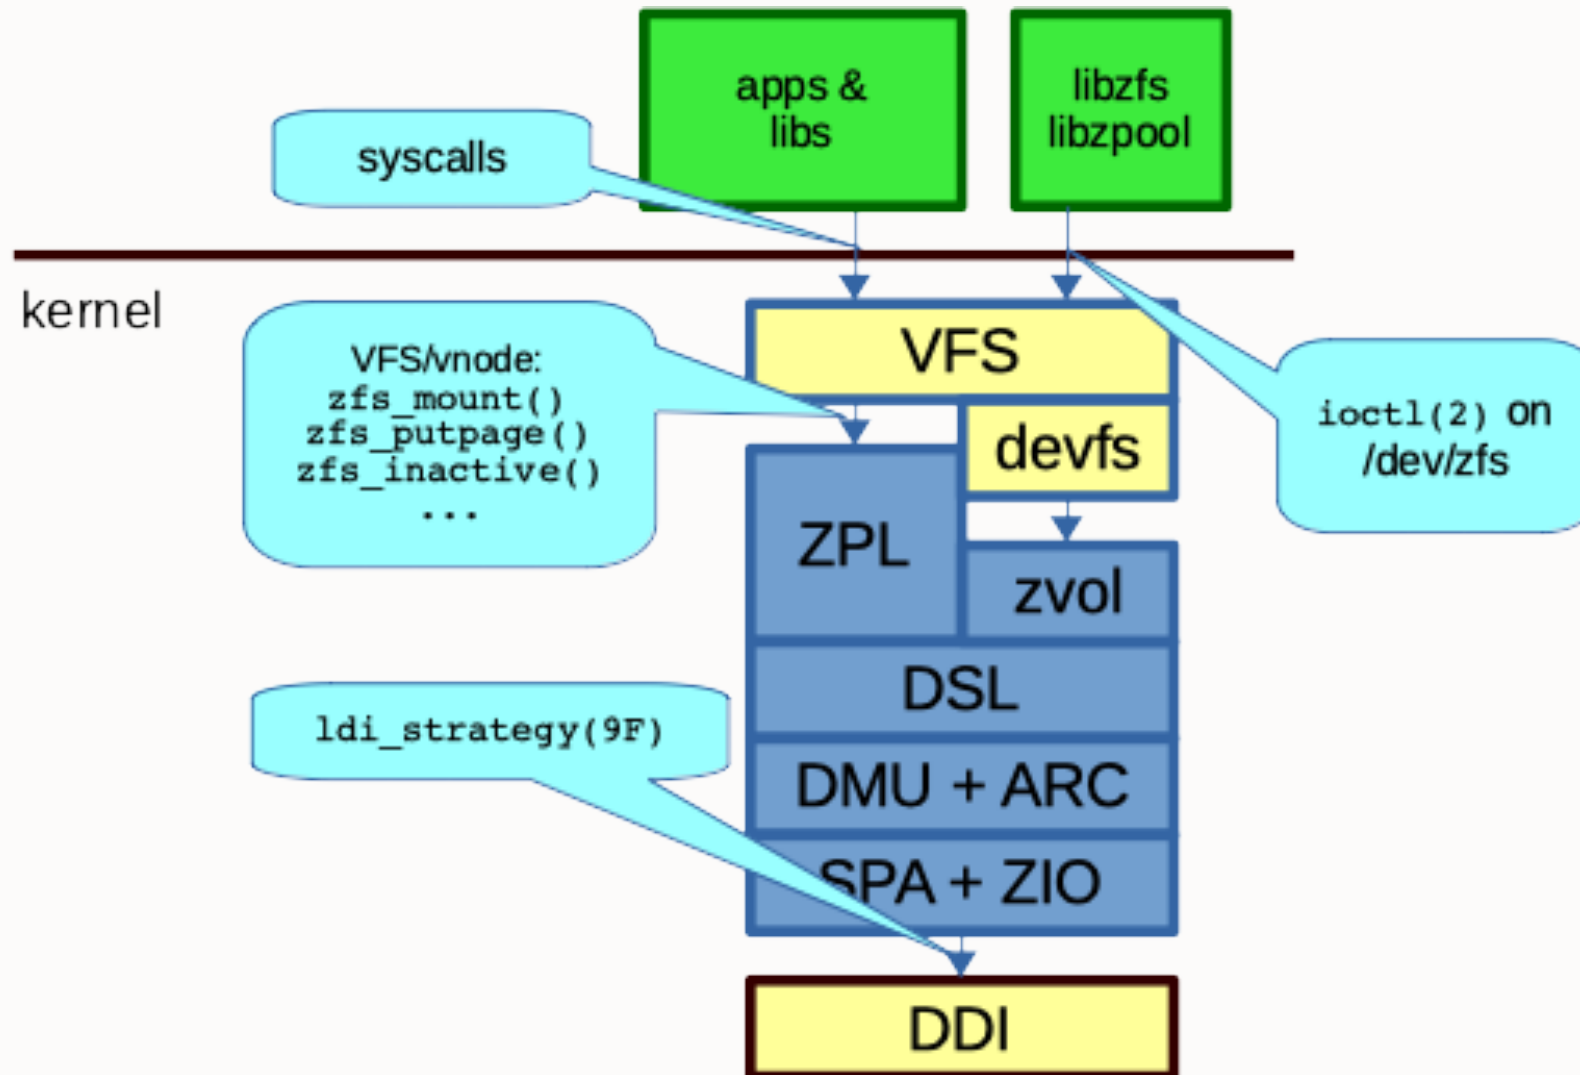 apps &
libs
libzfs
libzpool
syscalls
kernel
VFS/vnode:
zfs_mount()
zfs_putpage()
zfs_inactive()
...
VFS
devfs
ioctl(2) on
/dev/zfs
ZPL
zvol
DSL
ldi_strategy(9F)
DMU + ARC
SPA + ZIO
DDI